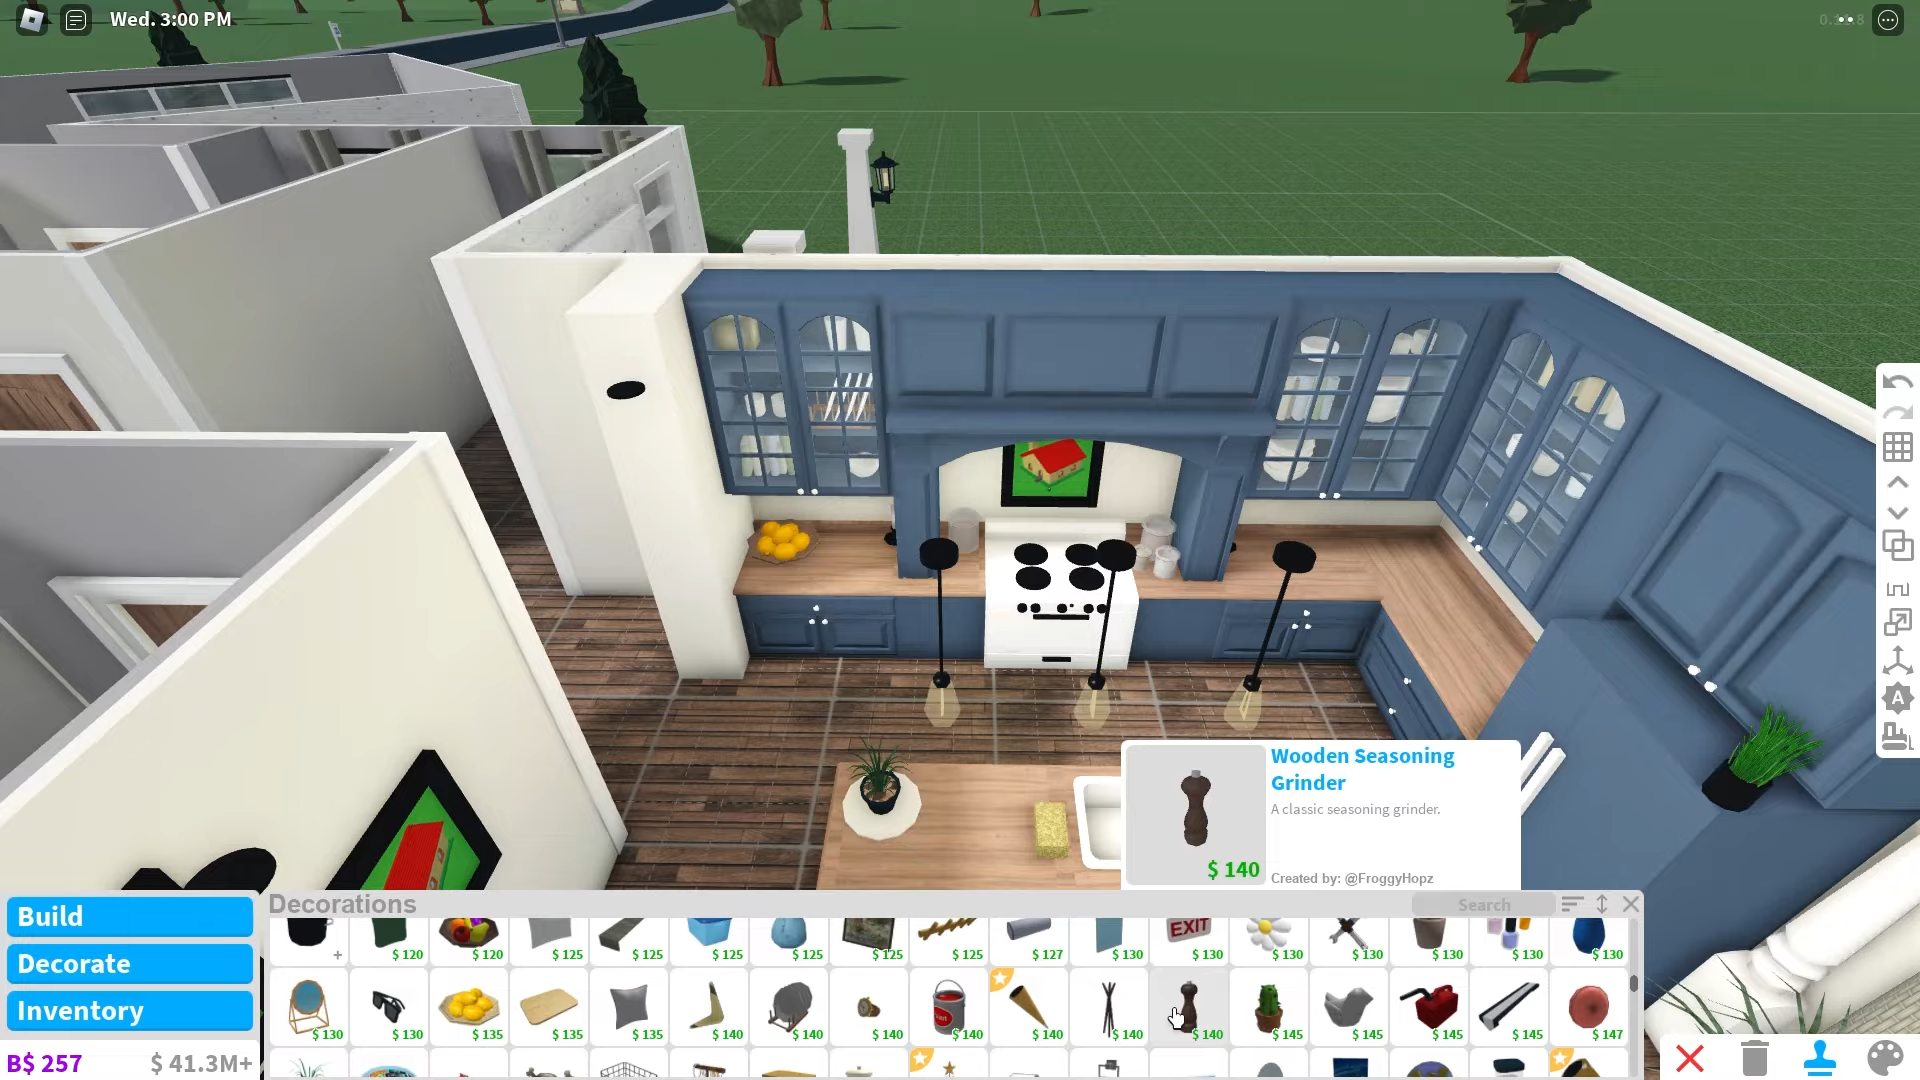 Wed. 3:00 PM
Wooden Seasoning
Grinder
A classic seasoning grinder.
$ 140
Created by: @FroggyHopz
Build
Decorate
Inventory
B$ 257
$ 41.3M+
Decorations
Search
+
$ 120
$ 120
$ 125
$ 125
$ 125
$ 125
$ 125
$ 125
$ 127
$ 130
EXIT
$ 130
$ 130
$ 130
$ 130
$ 130
$ 130
$ 130
$ 130
$ 135
$ 135
$ 135
$ 140
$ 140
$ 140
$ 140
$ 140
$ 140
$ 140
$ 145
$ 145
$ 145
$ 145
$ 147
A